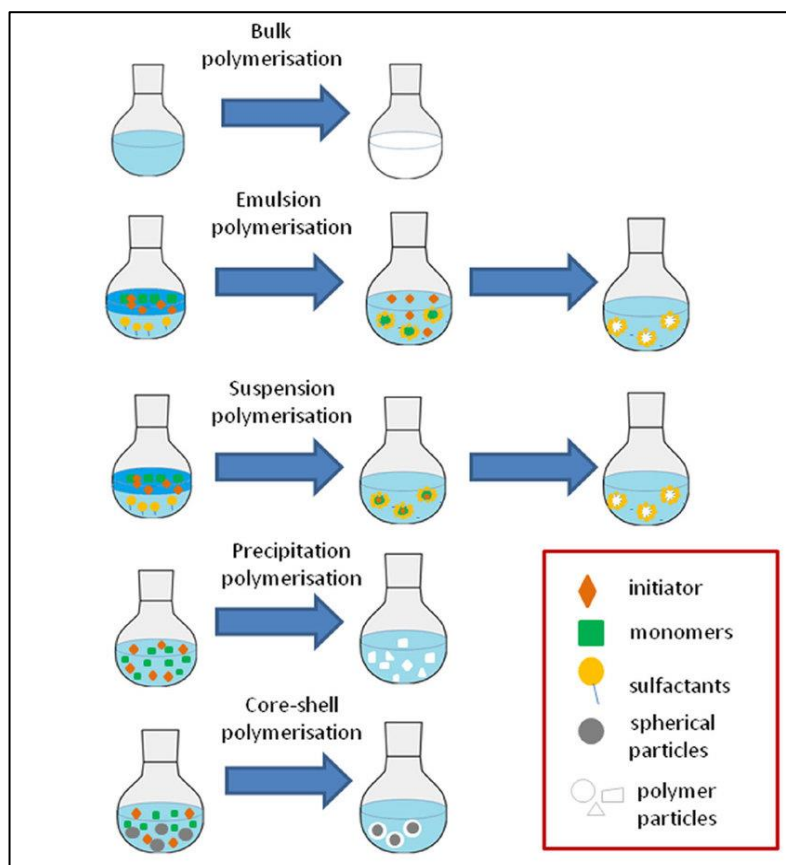 Bulk
polymerisation
Emulsion
polymerisation
Suspension
polymerisation
Precipitation
polymerisation
Core-shell
polymerisation
initiator
monomers
sulfactants
spherical
particles
polymer
particles